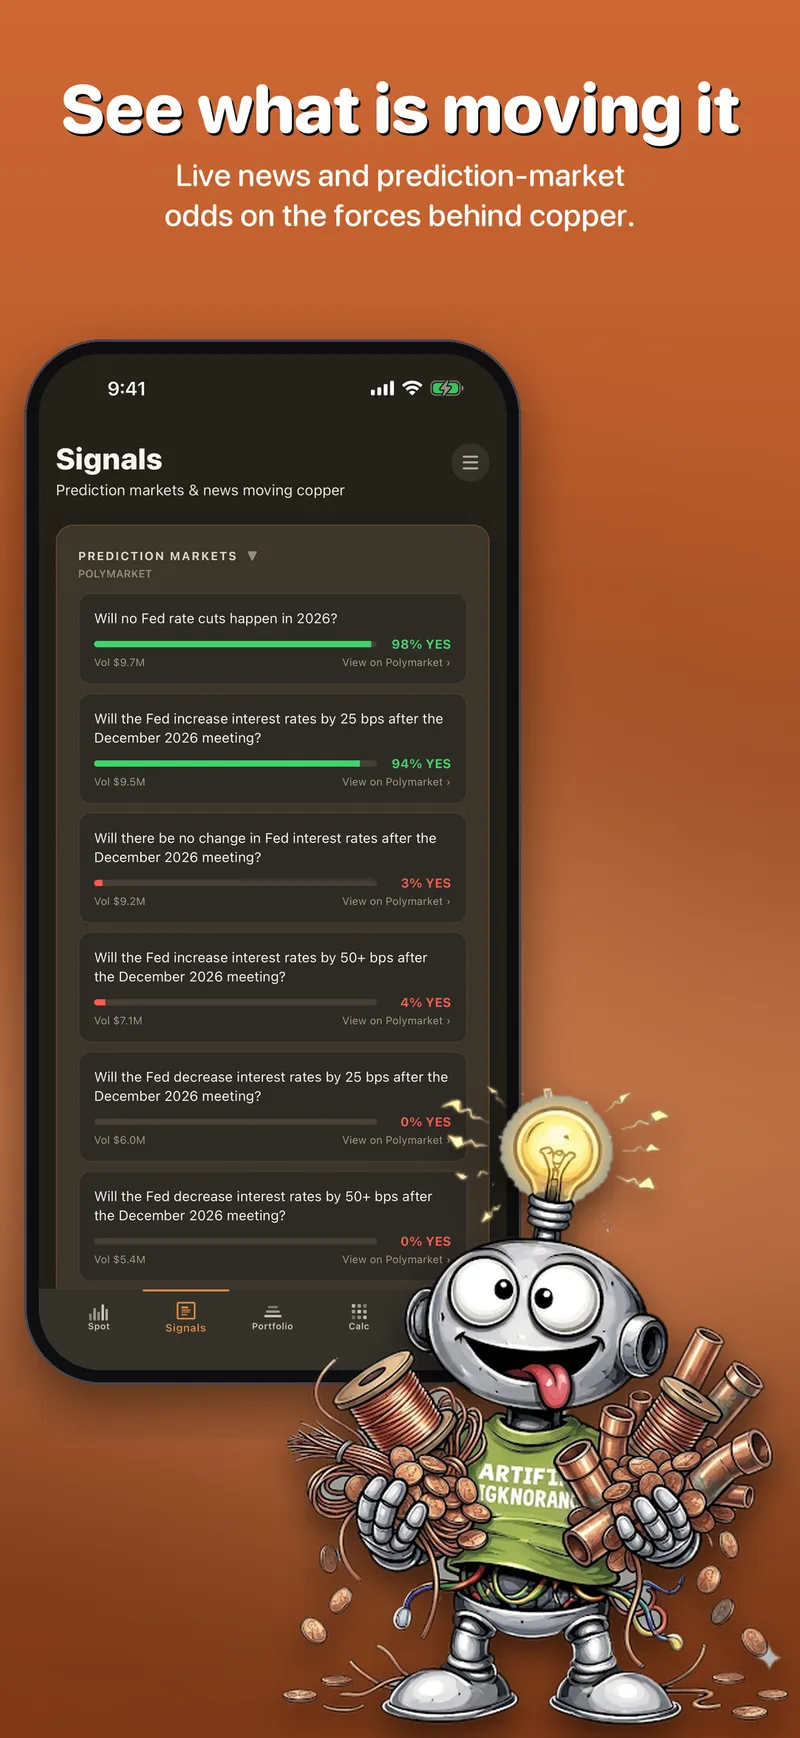 See what is moving it
Live news and prediction-market
odds on the forces behind copper.
9:41
Signals
Prediction markets & news moving copper
PREDICTION MARKETS ▼
POLYMARKET
Will no Fed rate cuts happen in 2026?
98% YES
Vol $9.7M
View on Polymarket ›
Will the Fed increase interest rates by 25 bps after the
December 2026 meeting?
94% YES
Vol $9.5M
View on Polymarket ›
Will there be no change in Fed interest rates after the
December 2026 meeting?
3% YES
Vol $9.2M
View on Polymarket ›
Will the Fed increase interest rates by 50+ bps after
the December 2026 meeting?
4% YES
Vol $7.1M
View on Polymarket ›
Will the Fed decrease interest rates by 25 bps after the
December 2026 meeting?
0% YES
Vol $6.0M
View on Polymarket ›
Will the Fed decrease interest rates by 50+ bps after
the December 2026 meeting?
0% YES
Vol $5.4M
View on Polymarket ›
Spot
Signals
Portfolio
Calc
ARTIFI
IGKNORAN